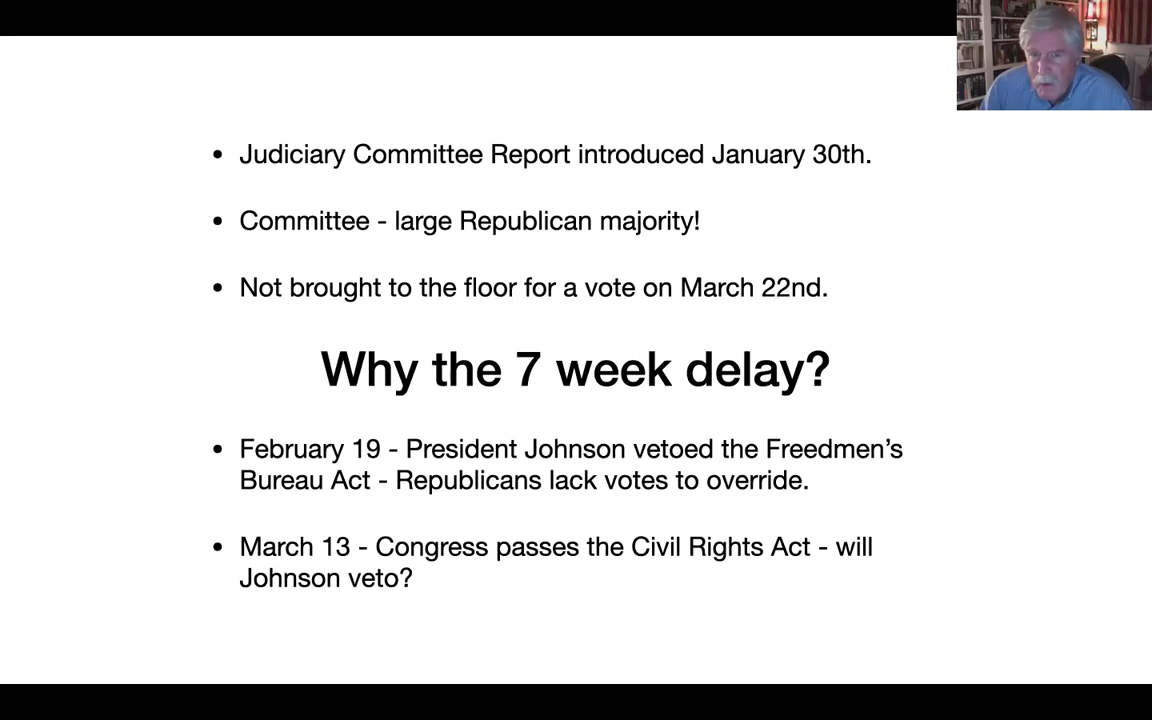 • Judiciary Committee Report introduced January 30th.
• Committee - large Republican majority!
• Not brought to the floor for a vote on March 22nd.
Why the 7 week delay?
• February 19 - President Johnson vetoed the Freedmen’s
Bureau Act - Republicans lack votes to override.
• March 13 - Congress passes the Civil Rights Act - will
Johnson veto?